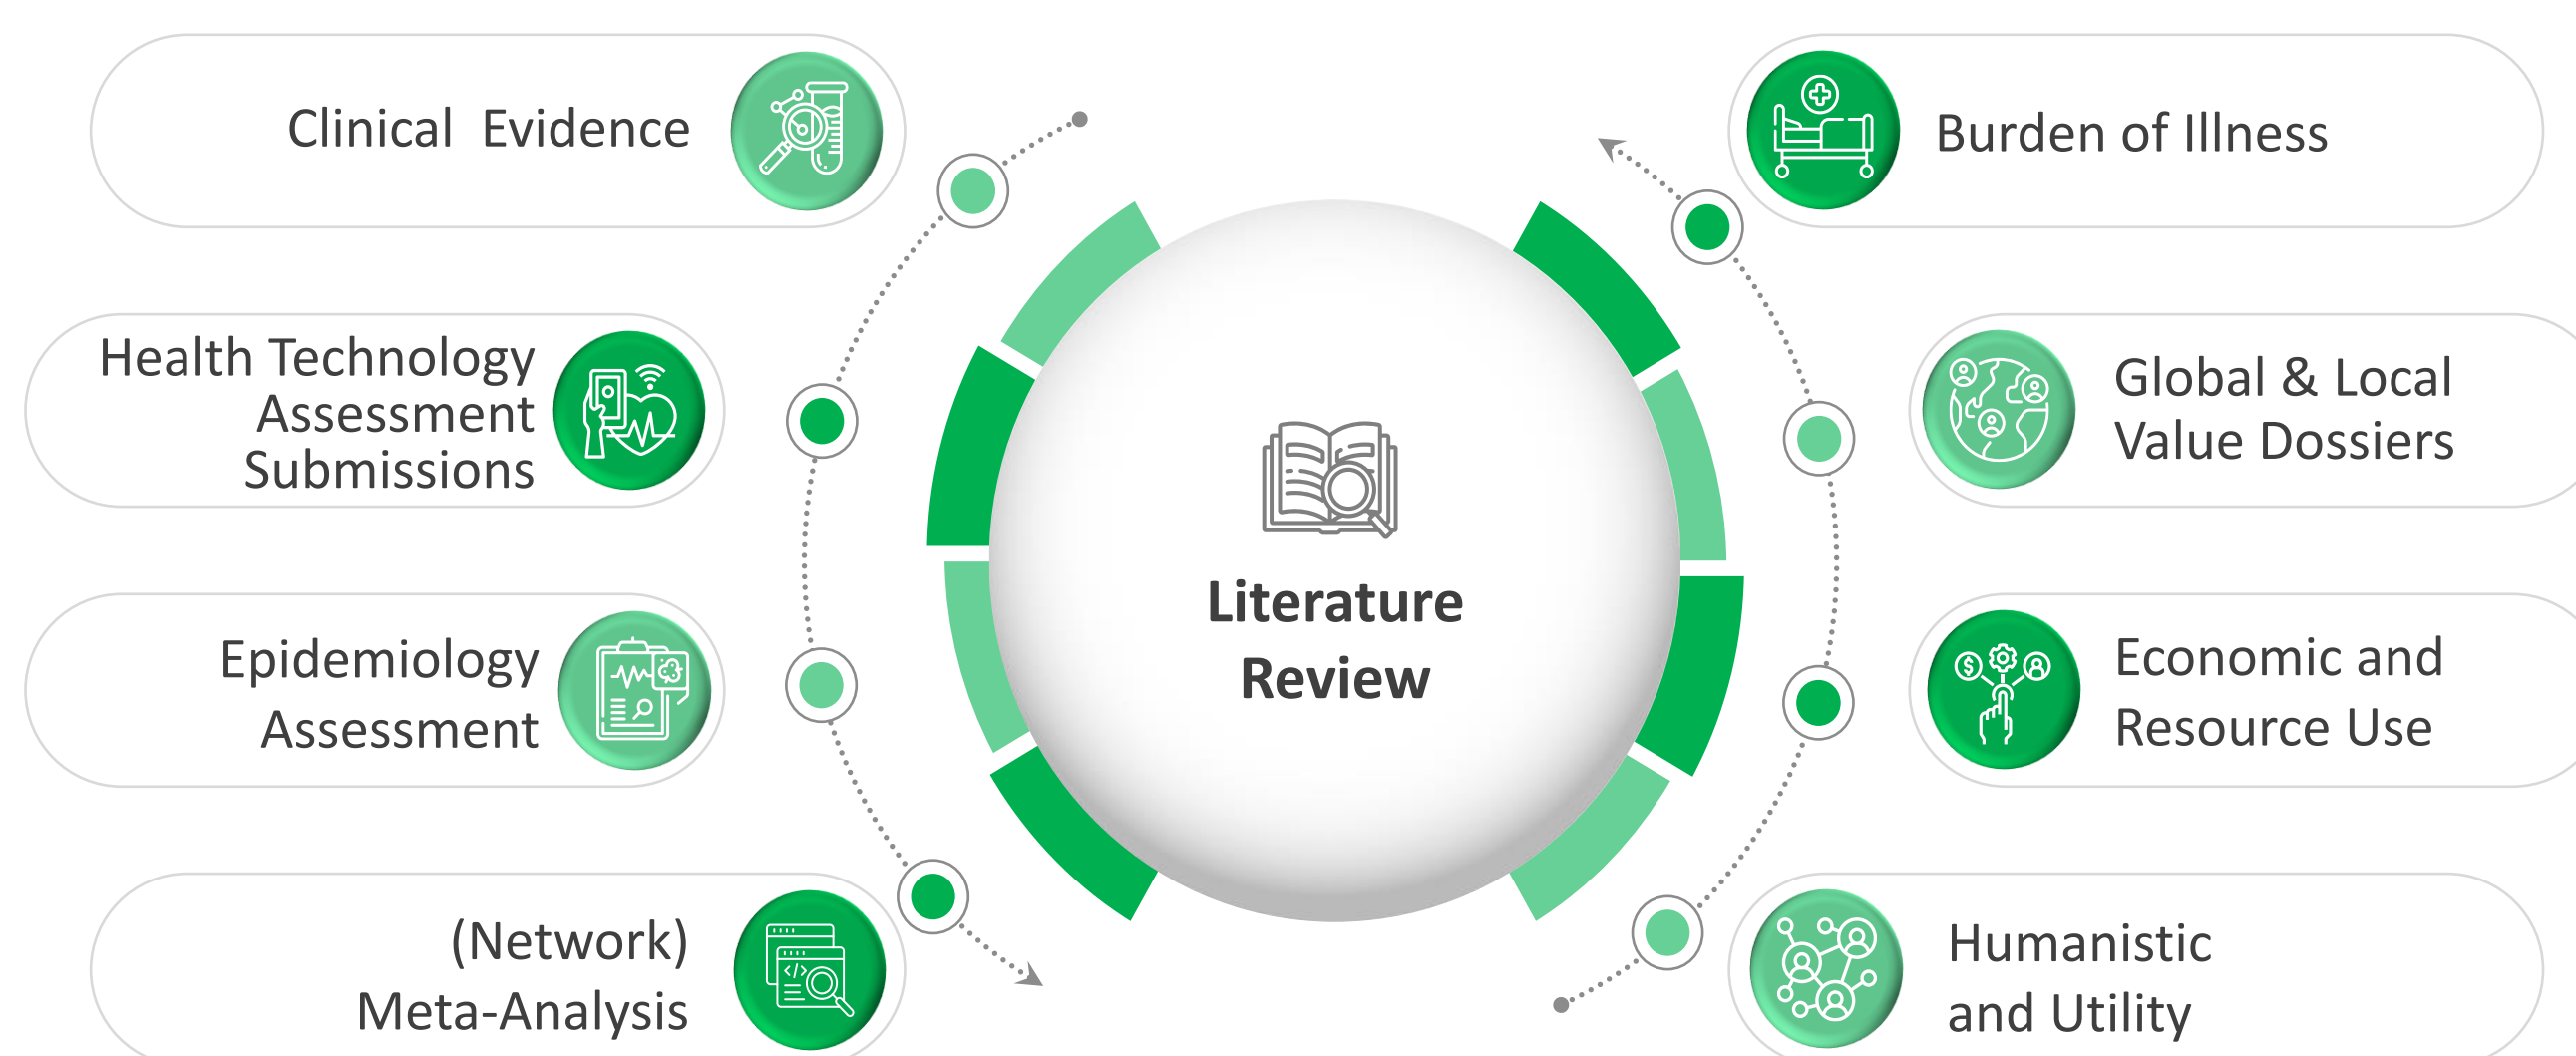 Clinical  Evidence
Health Technology
Assessment
Submissions
Epidemiology
Assessment
(Network)
Meta-Analysis
Literature
Review
Burden of Illness
Global & Local
Value Dossiers
Economic and
Resource Use
Humanistic
and Utility